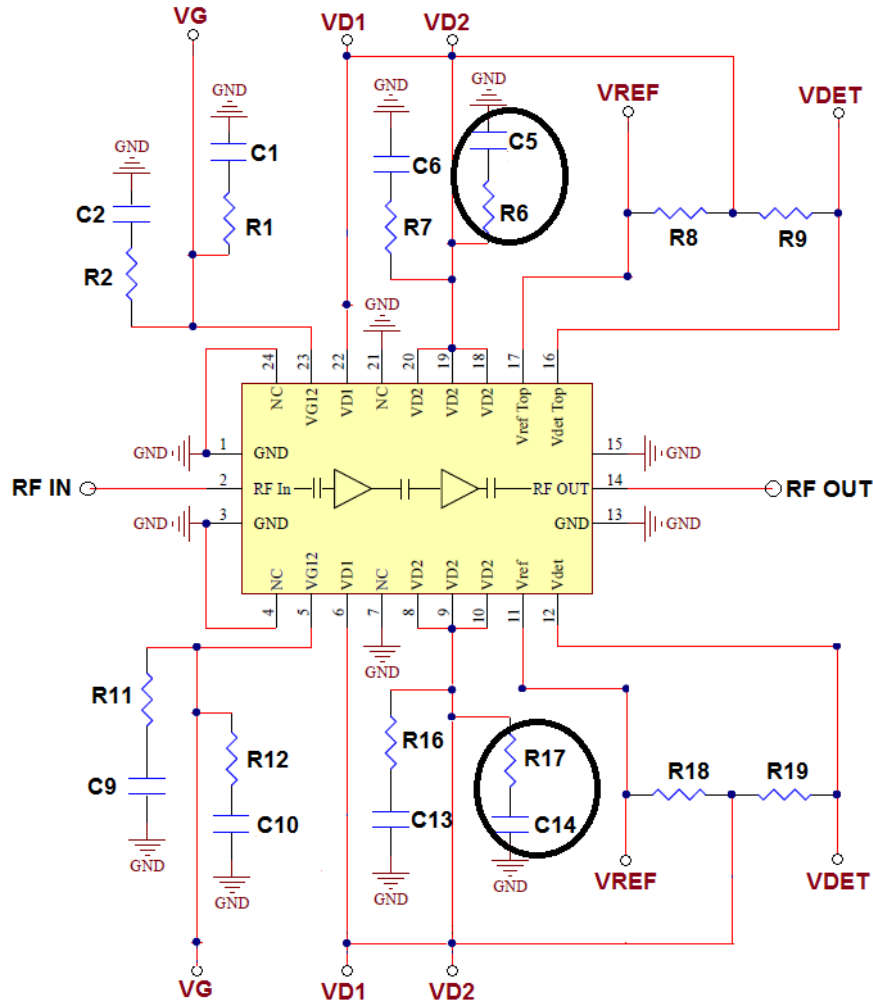 VG VD1 VD2
GND GND GND GND
VREF VDET
C1 C6 C5
C2
R1 R7 R6 R8 R9
R2
GND
24 23 22 21 20 19 18 17 16
NC VG12 VD1 NC VD2 VD2 VD2 Vref Top Vdet Top
GND 1 GND 15 GND
RF IN 2 RF In RF OUT 14 RF OUT
GND 3 GND GND 13 GND
NC VG12 VD1 NC VD2 VD2 VD2 Vref Vdet
4 5 6 7 8 9 10 11 12
GND
R11 R12 R16 R17 R18 R19
C9 C10 C13 C14
GND GND GND GND
VREF VDET
VG VD1 VD2